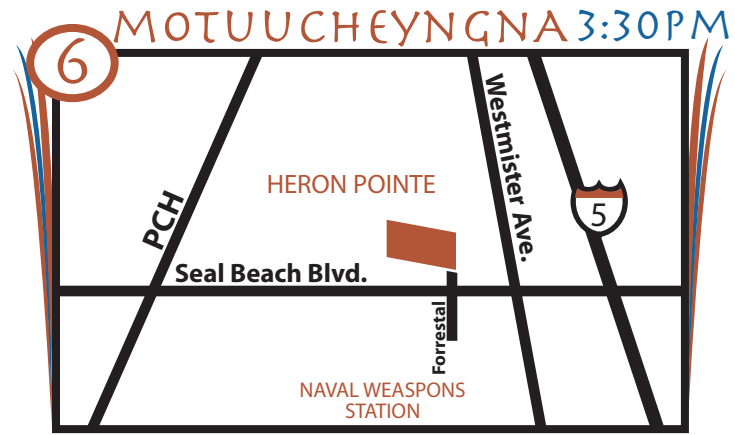 MOTUUCHEYNGNA 3:30PM
6
Westmister Ave.
HERON POINTE
PCH
5
Seal Beach Blvd.
Forrestal
NAVAL WEASPONS
STATION